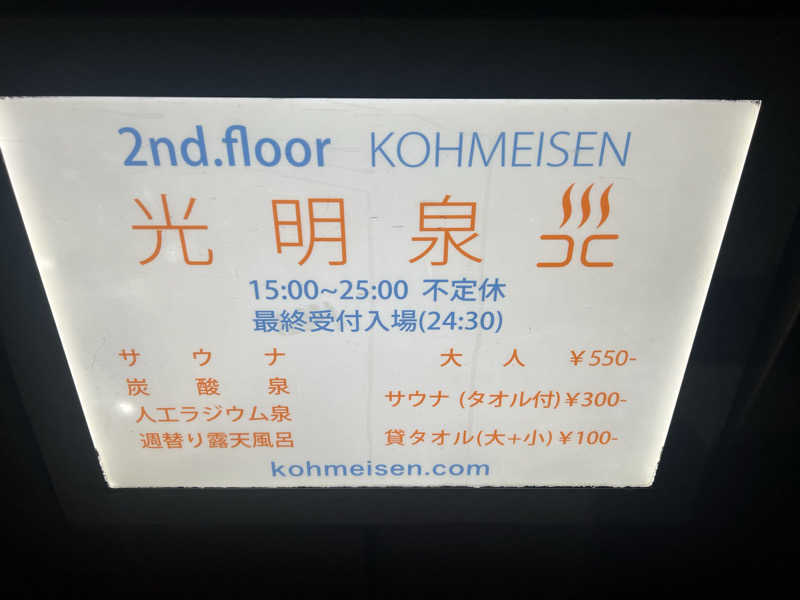 2nd.floor KOHMEISEN
光明泉
15:00~25:00 不定休
最終受付入場(24:30)
サウナ 大人 ¥550-
炭酸泉 サウナ (タオル付)¥300-
人工ラジウム泉
週替り露天風呂 貸タオル(大+小)¥100-
kohmeisen.com